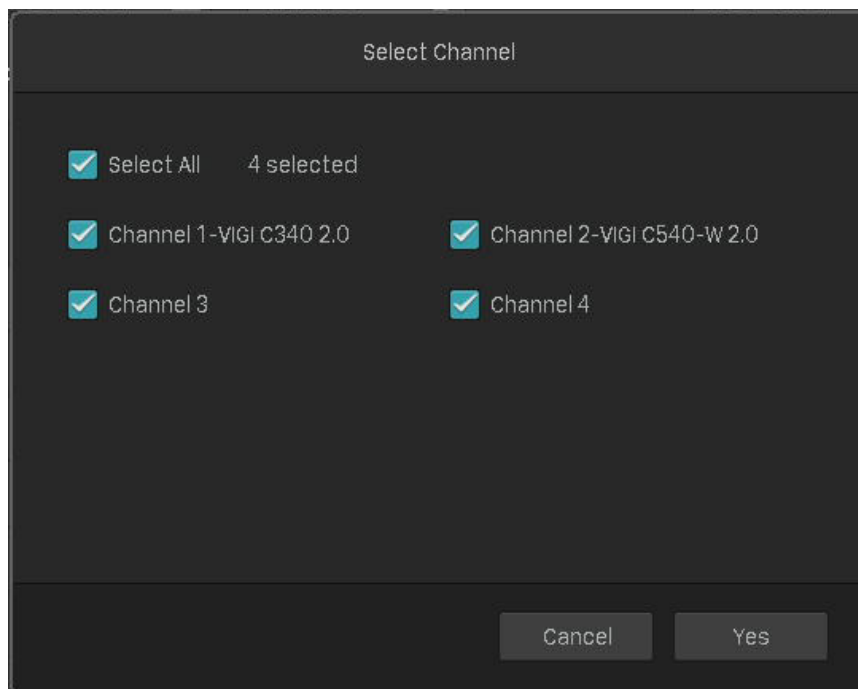 Select Channel
Select All 4 selected
Channel 1-VIGI C340 2.0 Channel 2-VIGI C540-W 2.0
Channel 3 Channel 4
Cancel Yes